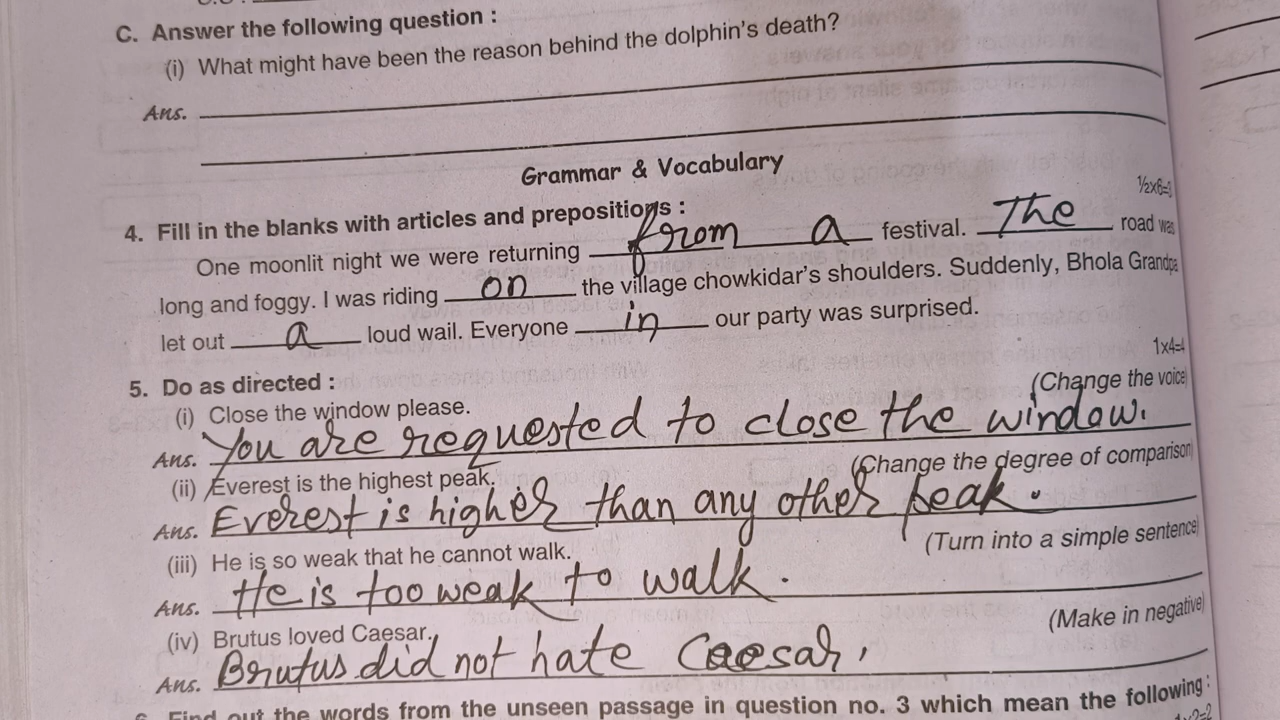 C. Answer the following question :
(i) What might have been the reason behind the dolphin's death?
Ans.
Grammar & Vocabulary
½x6=3
4. Fill in the blanks with articles and prepositions :
One moonlit night we were returning from a festival. The road was
long and foggy. I was riding on the village chowkidar's shoulders. Suddenly, Bhola Grandpa
let out a loud wail. Everyone in our party was surprised.
1x4=4
5. Do as directed :
(i) Close the window please. (Change the voice)
Ans. You are requested to close the window.
(ii) Everest is the highest peak. (Change the degree of comparison)
Ans. Everest is higher than any other peak.
(iii) He is so weak that he cannot walk. (Turn into a simple sentence)
Ans. He is too weak to walk.
(iv) Brutus loved Caesar. (Make in negative)
Ans. Brutus did not hate Caesar.
Find out the words from the unseen passage in question no. 3 which mean the following: